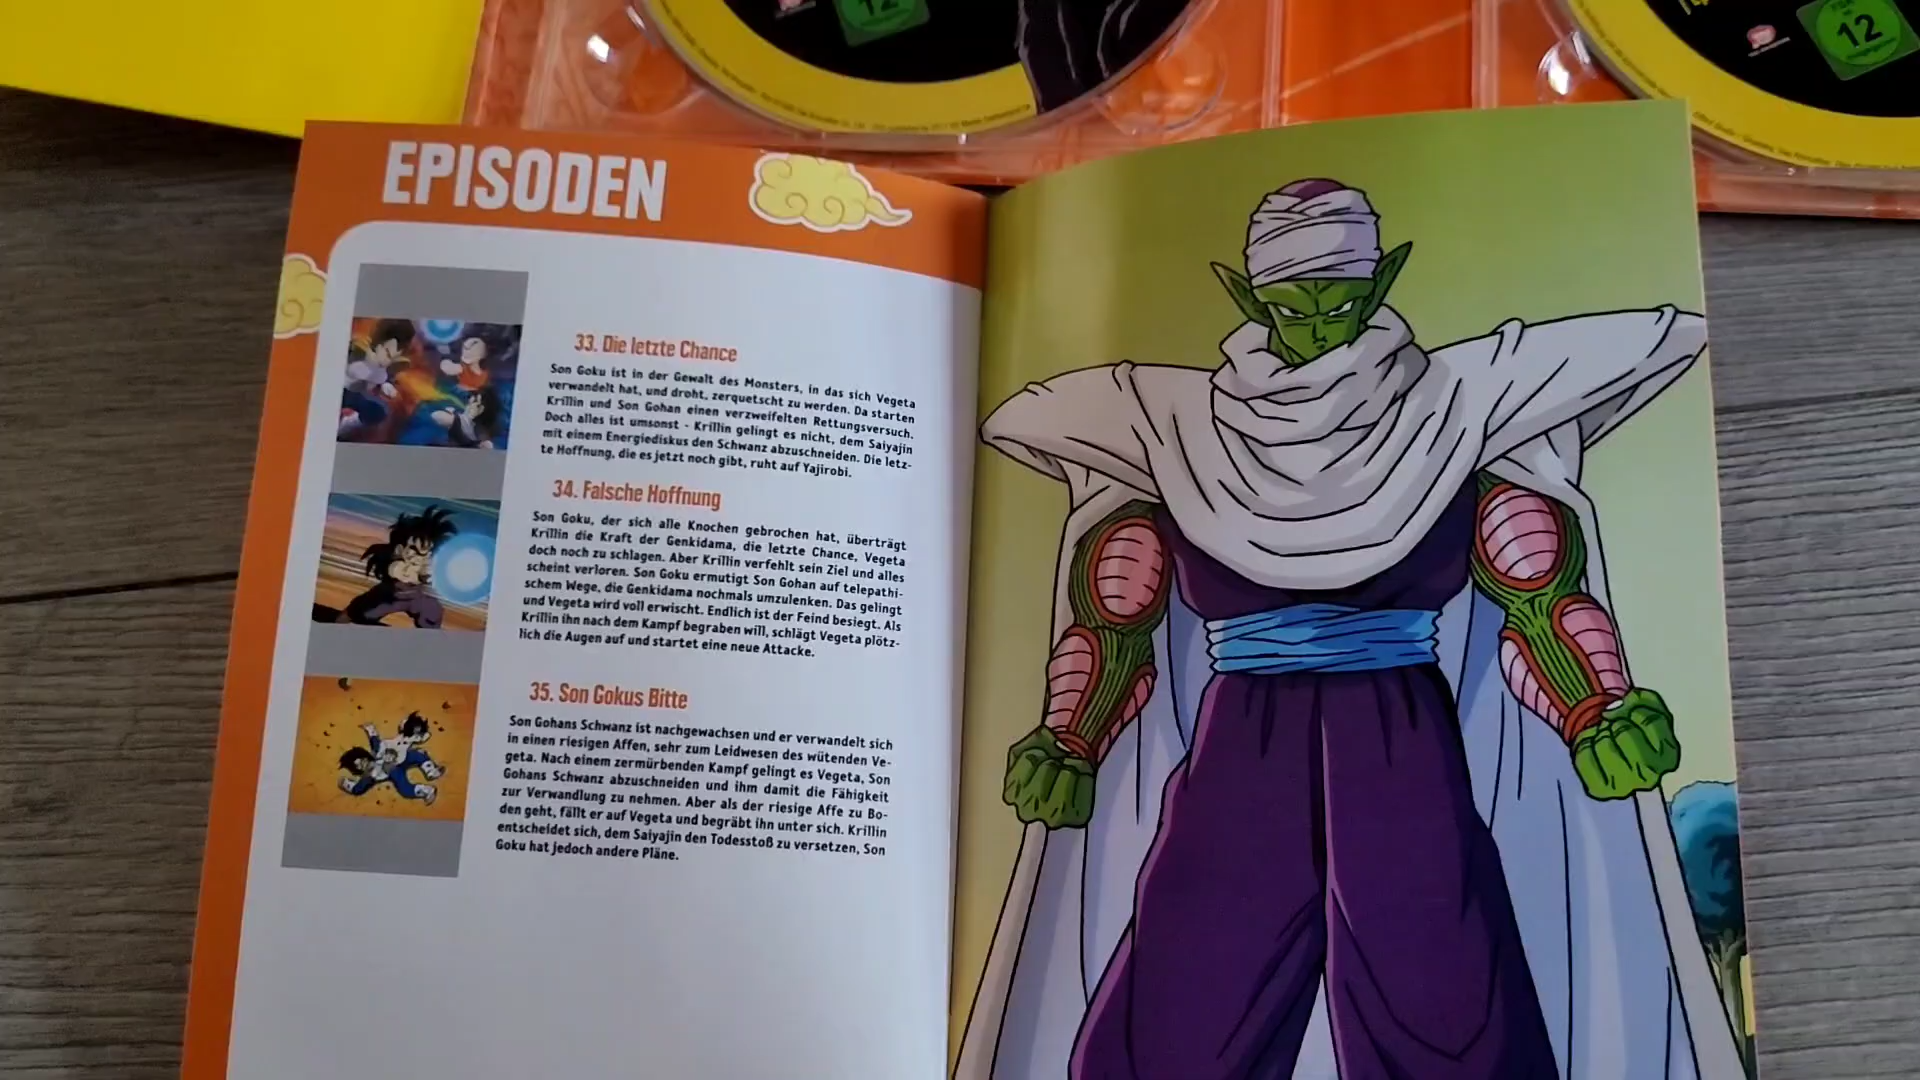 12
12
EPISODEN
33. Die letzte Chance
Son Goku ist in der Gewalt des Monsters, in das sich Vegeta
verwandelt hat, und droht, zerquetscht zu werden. Da starten
Krillin und Son Gohan einen verzweifelten Rettungsversuch.
Doch alles ist umsonst - Krillin gelingt es nicht, dem Saiyajin
mit einem Energiediskus den Schwanz abzuschneiden. Die letz-
te Hoffnung, die es jetzt noch gibt, ruht auf Yajirobi.
34. Falsche Hoffnung
Son Goku, der sich alle Knochen gebrochen hat, überträgt
Krillin die Kraft der Genkidama, die letzte Chance, Vegeta
doch noch zu schlagen. Aber Krillin verfehlt sein Ziel und alles
scheint verloren. Son Goku ermutigt Son Gohan auf telepathi-
schem Wege, die Genkidama nochmals umzulenken. Das gelingt
und Vegeta wird voll erwischt. Endlich ist der Feind besiegt. Als
Krillin ihn nach dem Kampf begraben will, schlägt Vegeta plötz-
lich die Augen auf und startet eine neue Attacke.
35. Son Gokus Bitte
Son Gohans Schwanz ist nachgewachsen und er verwandelt sich
in einen riesigen Affen, sehr zum Leidwesen des wütenden Ve-
geta. Nach einem zermürbenden Kampf gelingt es Vegeta, Son
Gohans Schwanz abzuschneiden und ihm damit die Fähigkeit
zur Verwandlung zu nehmen. Aber als der riesige Affe zu Bo-
den geht, fällt er auf Vegeta und begräbt ihn unter sich. Krillin
entscheidet sich, dem Saiyajin den Todesstoß zu versetzen, Son
Goku hat jedoch andere Pläne.